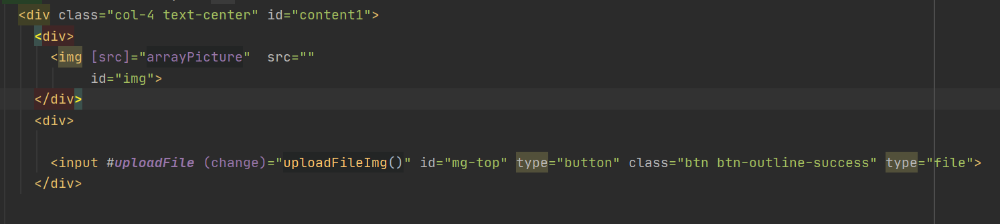 <div class="col-4 text-center" id="content1">
<div>
<img [src]="arrayPicture"  src=""
id="img">
</div>
<div>
<input #uploadFile (change)="uploadFileImg()" id="mg-top" type="button" class="btn btn-outline-success" type="file">
</div>